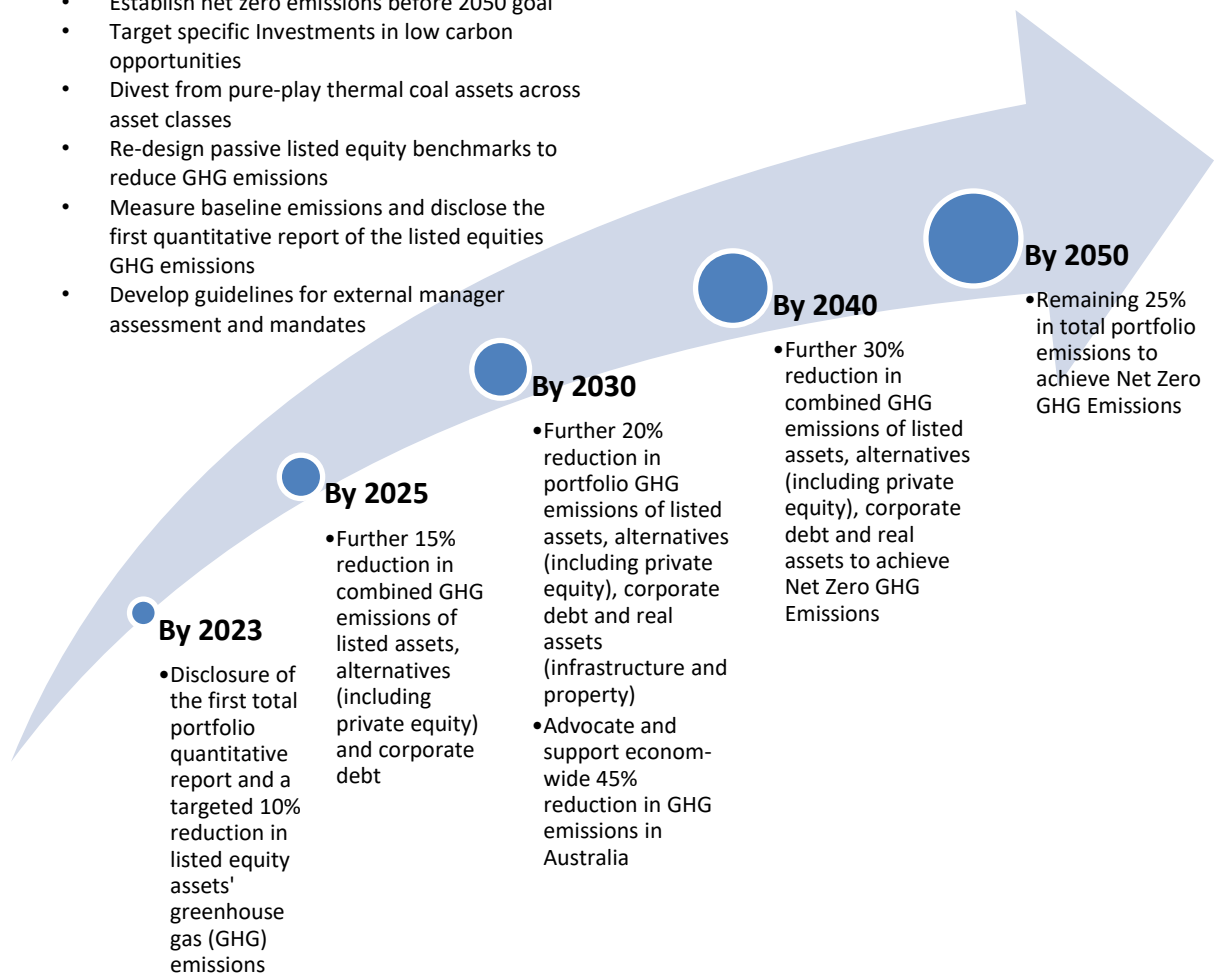 • Establish net zero emissions before 2050 goal
• Target specific Investments in low carbon
opportunities
• Divest from pure-play thermal coal assets across
asset classes
• Re-design passive listed equity benchmarks to
reduce GHG emissions
• Measure baseline emissions and disclose the
first quantitative report of the listed equities
GHG emissions
• Develop guidelines for external manager
assessment and mandates
By 2023
•Disclosure of
the first total
portfolio
quantitative
report and a
targeted 10%
reduction in
listed equity
assets'
greenhouse
gas (GHG)
emissions
By 2025
•Further 15%
reduction in
combined GHG
emissions of
listed assets,
alternatives
(including
private equity)
and corporate
debt
By 2030
•Further 20%
reduction in
portfolio GHG
emissions of listed
assets, alternatives
(including private
equity), corporate
debt and real
assets
(infrastructure and
property)
•Advocate and
support econom-
wide 45%
reduction in GHG
emissions in
Australia
By 2040
•Further 30%
reduction in
combined GHG
emissions of listed
assets, alternatives
(including private
equity), corporate
debt and real
assets to achieve
Net Zero GHG
Emissions
By 2050
•Remaining 25%
in total portfolio
emissions to
achieve Net Zero
GHG Emissions